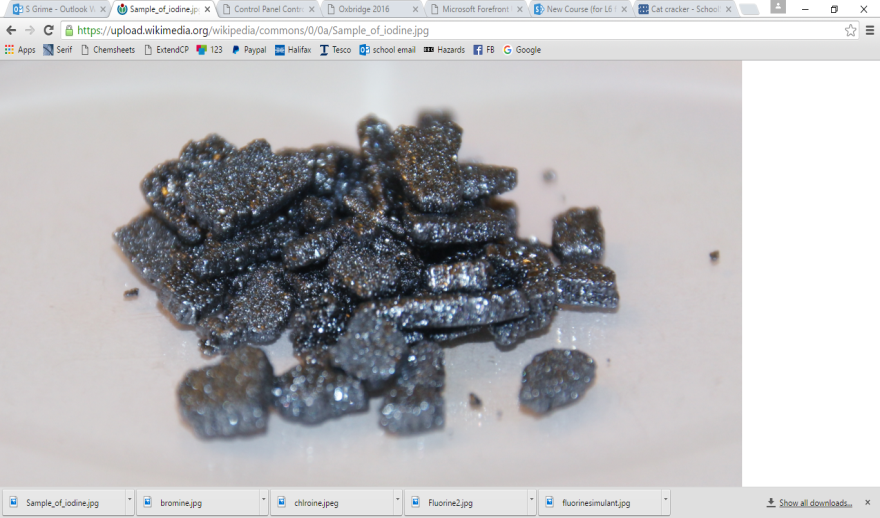 S Grime - Outlook W Sample_of_iodine.jp Control Panel Contr Oxbridge 2016 Microsoft Forefront New Course (for L6 Cat cracker - School
https://upload.wikimedia.org/wikipedia/commons/0/0a/Sample_of_iodine.jpg
Apps Serif Chemsheets ExtendCP 123 Paypal Halifax Tesco school email Hazards FB Google
Sample_of_iodine.jpg bromine.jpg chlroine.jpeg Fluorine2.jpg fluorinesimulant.jpg Show all downloads...